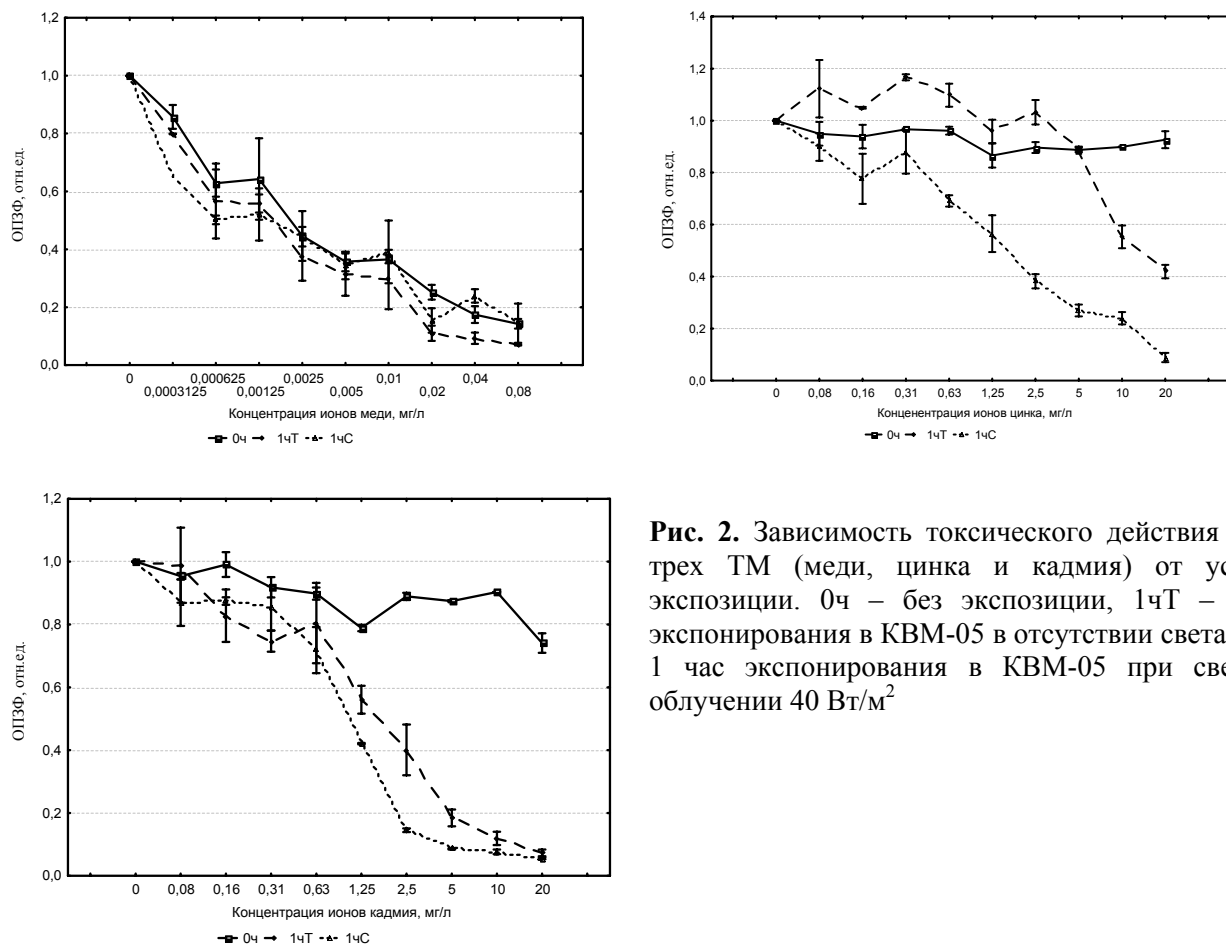 1,2
1,0
0,8
0,6
0,4
0,2
0,0
ОПЗФ, отн.ед.
0 0,000625 0,0025 0,01 0,04
0,0003125 0,00125 0,005 0,02 0,08
Концентрация ионов меди, мг/л
0ч 1чТ 1чС
1,4
1,2
1,0
0,8
0,6
0,4
0,2
0,0
ОПЗФ, отн.ед.
0 0,08 0,16 0,31 0,63 1,25 2,5 5 10 20
Конценентрация ионов цинка, мг/л
0ч 1чТ 1чС
1,2
1,0
0,8
0,6
0,4
0,2
0,0
ОПЗФ, отн.ед.
0 0,08 0,16 0,31 0,63 1,25 2,5 5 10 20
Концентрация ионов кадмия, мг/л
0ч 1чТ 1чС
Рис. 2. Зависимость токсического действия
трех ТМ (меди, цинка и кадмия) от ус
экспозиции. 0ч – без экспозиции, 1чТ –
экспонирования в КВМ-05 в отсутствии света
1 час экспонирования в КВМ-05 при све
облучении 40 Вт/м²